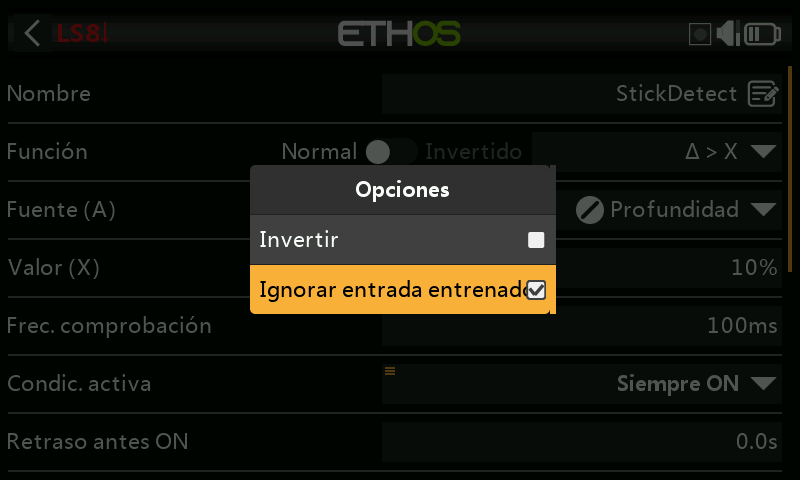 LS8↓
ETHOS
Nombre StickDetect
Función Normal Invertido Δ > X
Fuente (A) Profundidad
Valor (X) 10%
Frec. comprobación 100ms
Condic. activa Siempre ON
Retraso antes ON 0.0s
Opciones
Invertir
Ignorar entrada entrenado